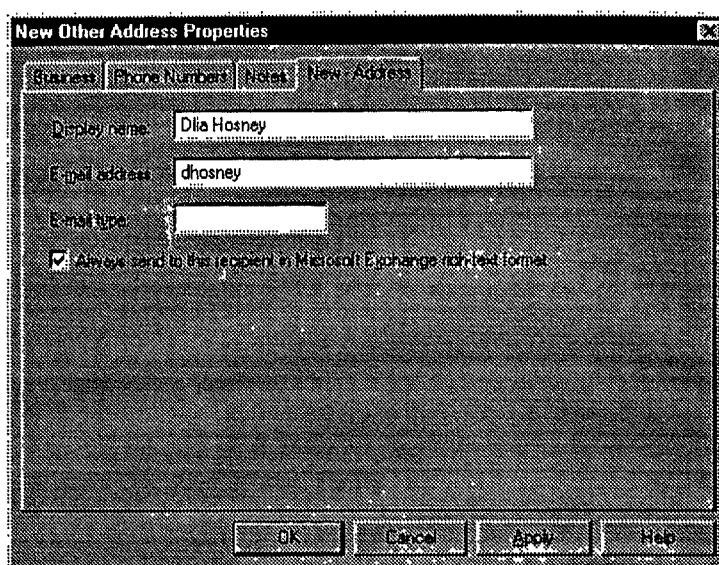 New Other Address Properties
Business Phone Numbers Notes New - Address
Display name: Dlia Hosney
E-mail address: dhosney
E-mail type:
Always send to this recipient in Microsoft Exchange rich-text format
OK Cancel Apply Help